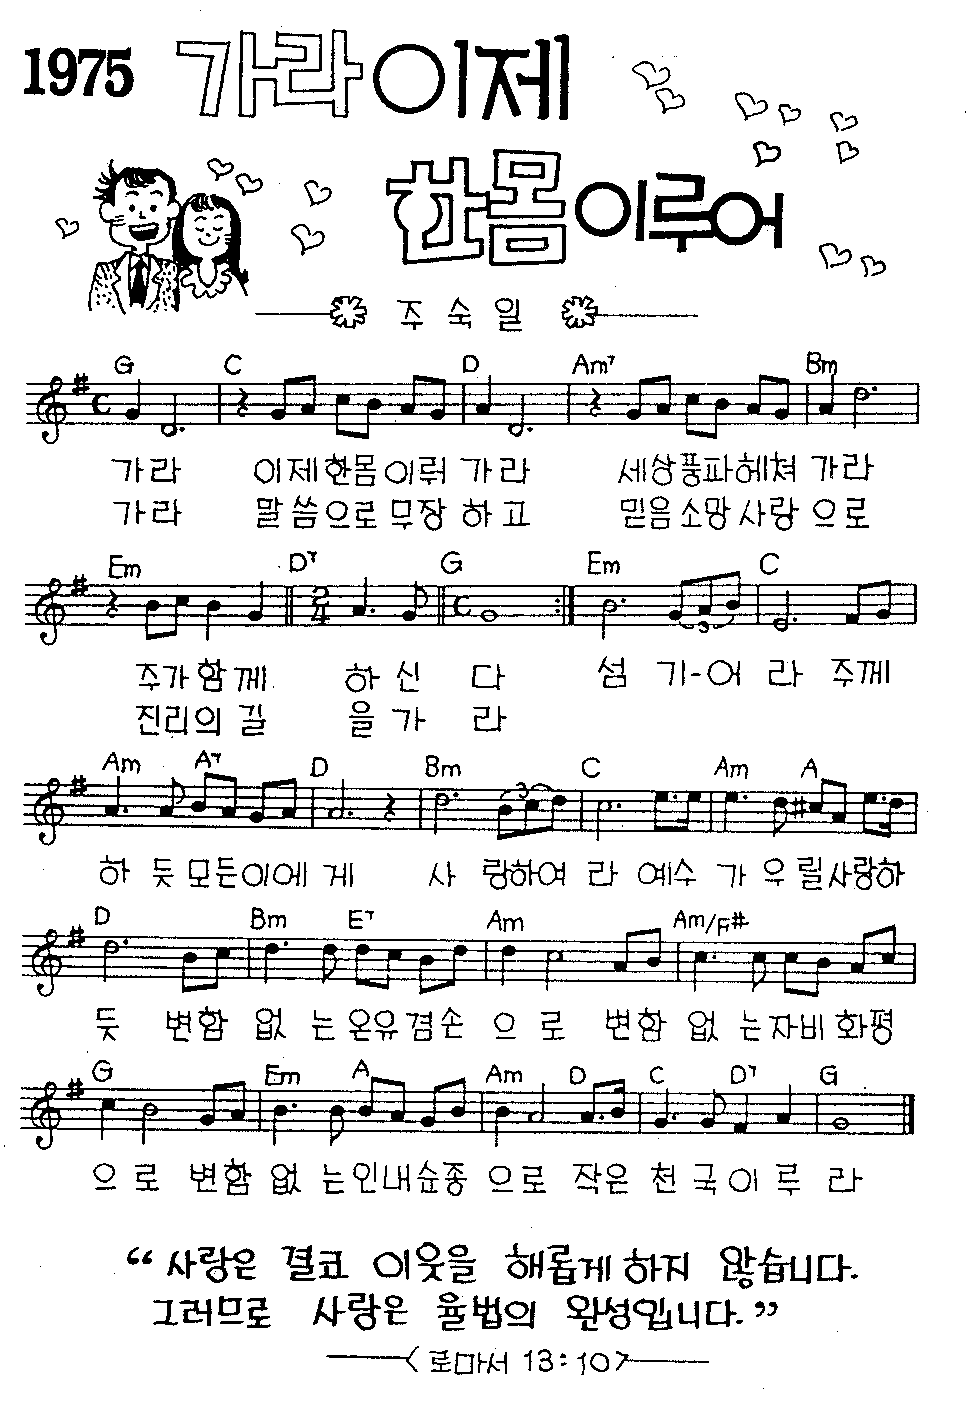 1975 가라 이제
한몸이루어
주숙일
G C D Am7 Bm
가라 이제한몸이뤄 가라 세상풍파헤쳐 가라
가라 말씀으로무장 하고 믿음소망사랑 으로
Em D7 G Em C
주가함께 하신 다 섬 기-어 라 주께
진리의길 을가 라
3
Am A7 D Bm C Am A
3
하 듯 모든이에 게 사 랑하여 라 예수 가 우 릴사랑하
D Bm E7 Am Am/F#
듯 변함 없 는온유겸손 으 로 변함 없 는자비화평
G Em A Am D C D7 G
으 로 변함 없 는인내순종 으로 작은 천 국이루 라
“사랑은 결코 이웃을 해롭게 하지 않습니다.
그러므로 사랑은 율법의 완성입니다.”
<로마서 13:10>